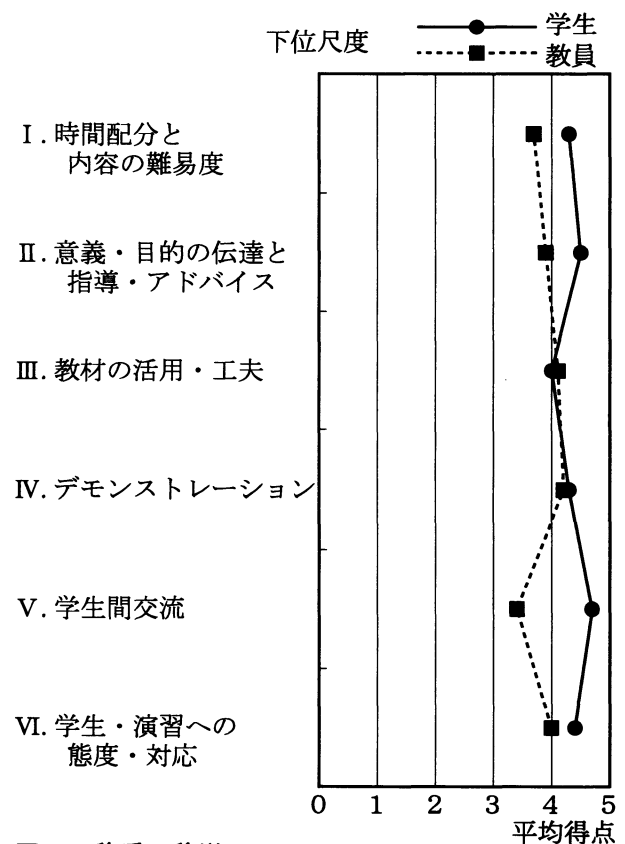 下位尺度
学生
教員
Ⅰ. 時間配分と
内容の難易度
Ⅱ. 意義・目的の伝達と
指導・アドバイス
Ⅲ. 教材の活用・工夫
Ⅳ. デモンストレーション
Ⅴ. 学生間交流
Ⅵ. 学生・演習への
態度・対応
0 1 2 3 4 5
平均得点